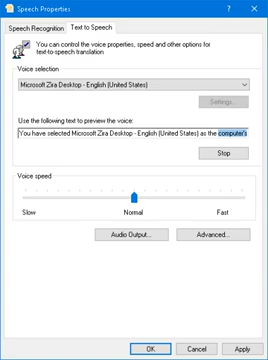 Speech Properties
Speech Recognition Text to Speech
You can control the voice properties, speed and other options for
text-to-speech translation
Voice selection
Microsoft Zira Desktop - English (United States)
Settings...
Use the following text to preview the voice:
You have selected Microsoft Zira Desktop - English (United States) as the computer's
Stop
Voice speed
Slow Normal Fast
Audio Output... Advanced...
OK Cancel Apply